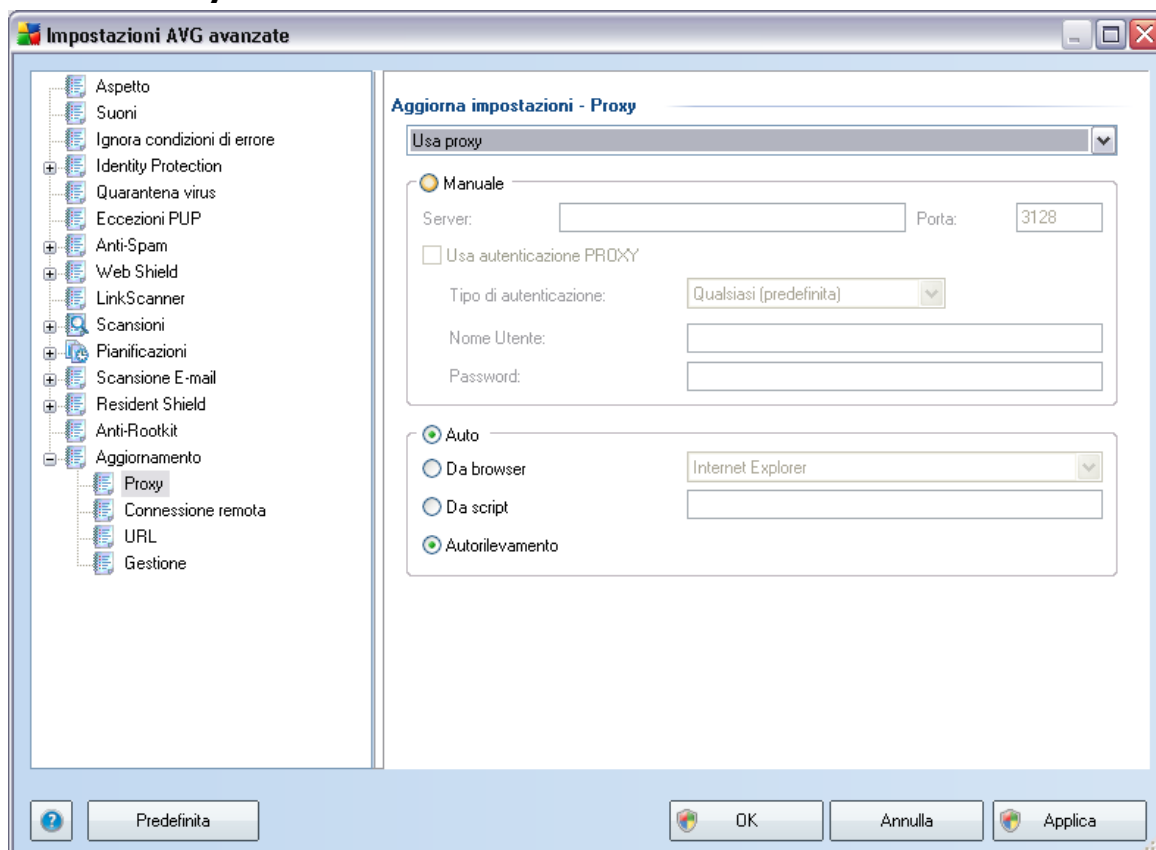 Impostazioni AVG avanzate
Aspetto
Suoni
Ignora condizioni di errore
Identity Protection
Quarantena virus
Eccezioni PUP
Anti-Spam
Web Shield
LinkScanner
Scansioni
Pianificazioni
Scansione E-mail
Resident Shield
Anti-Rootkit
Aggiornamento
Proxy
Connessione remota
URL
Gestione
Aggiorna impostazioni - Proxy
Usa proxy
Manuale
Server: Porta: 3128
Usa autenticazione PROXY
Tipo di autenticazione: Qualsiasi (predefinita)
Nome Utente:
Password:
Auto
Da browser Internet Explorer
Da script
Autorilevamento
Predefinita OK Annulla Applica